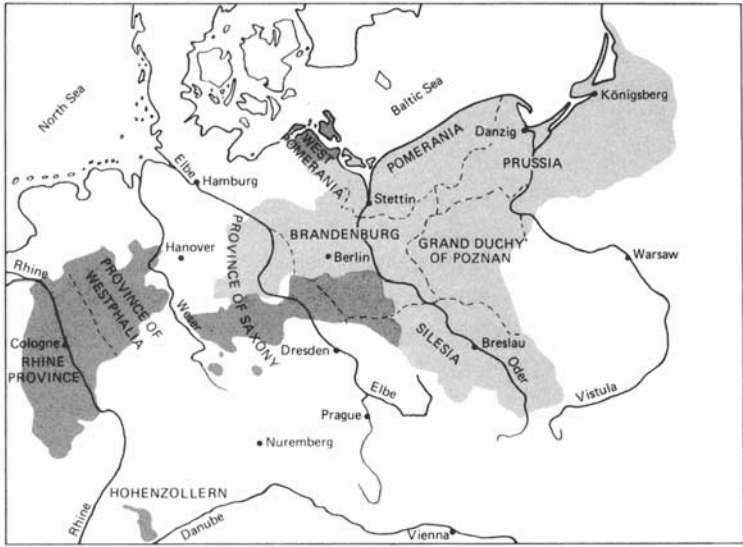 North Sea
Baltic Sea
Königsberg
Danzig
PRUSSIA
POMERANIA
WEST
POMERANIA
Elbe
Hamburg
Stettin
BRANDENBURG
Berlin
GRAND DUCHY
OF POZNAN
Warsaw
Hanover
PROVINCE OF SAXONY
Rhine
PROVINCE OF
WESTPHALIA
Weser
Cologne
RHINE
PROVINCE
Dresden
SILESIA
Breslau
Oder
Elbe
Vistula
Prague
Nuremberg
HOHENZOLLERN
Rhine
Danube
Vienna